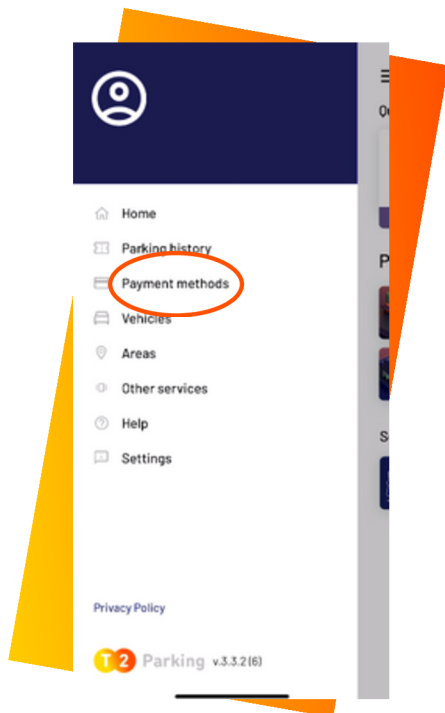 Home
Parking history
Payment methods
Vehicles
Areas
Other services
Help
Settings
Privacy Policy
T2 Parking v.3.3.2(6)